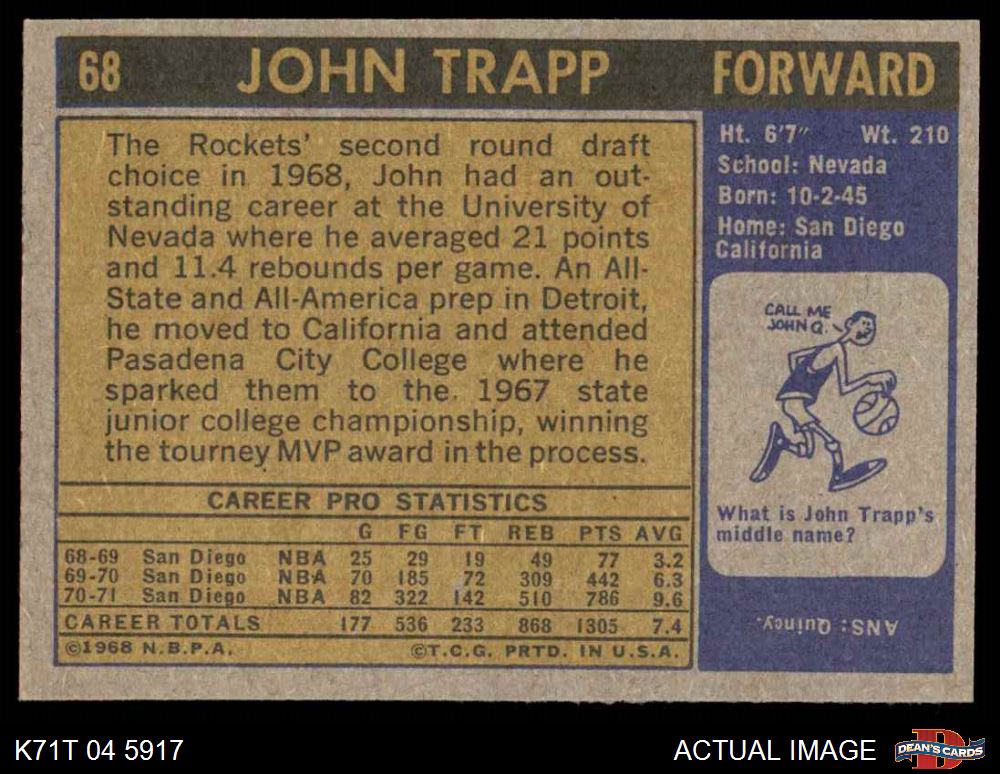 68 JOHN TRAPP FORWARD
The Rockets' second round draft
choice in 1968, John had an out-
standing career at the University of
Nevada where he averaged 21 points
and 11.4 rebounds per game. An All-
State and All-America prep in Detroit,
he moved to California and attended
Pasadena City College where he
sparked them to the 1967 state
junior college championship, winning
the tourney MVP award in the process.
CAREER PRO STATISTICS
G FG FT REB PTS AVG
68-69 San Diego NBA 25 29 19 49 77 3.2
69-70 San Diego NBA 70 185 72 309 442 6.3
70-71 San Diego NBA 82 322 142 510 786 9.6
CAREER TOTALS 177 536 233 868 1305 7.4
©1968 N.B.P.A. ©T.C.G. PRTD. IN U.S.A.
Ht. 6'7" Wt. 210
School: Nevada
Born: 10-2-45
Home: San Diego
California
CALL ME
JOHN Q.
What is John Trapp's
middle name?
ANS: Quincy.
K71T 04 5917 ACTUAL IMAGE DEAN'S CARDS